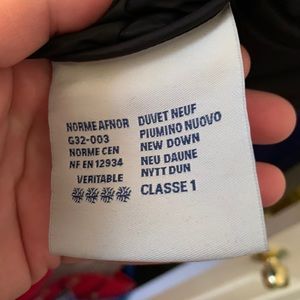 NORME AFNOR
G32-003
NORME CEN
NF EN 12934
VERITABLE
DUVET NEUF
PIUMINO NUOVO
NEW DOWN
NEU DAUNE
NYTT DUN
CLASSE 1